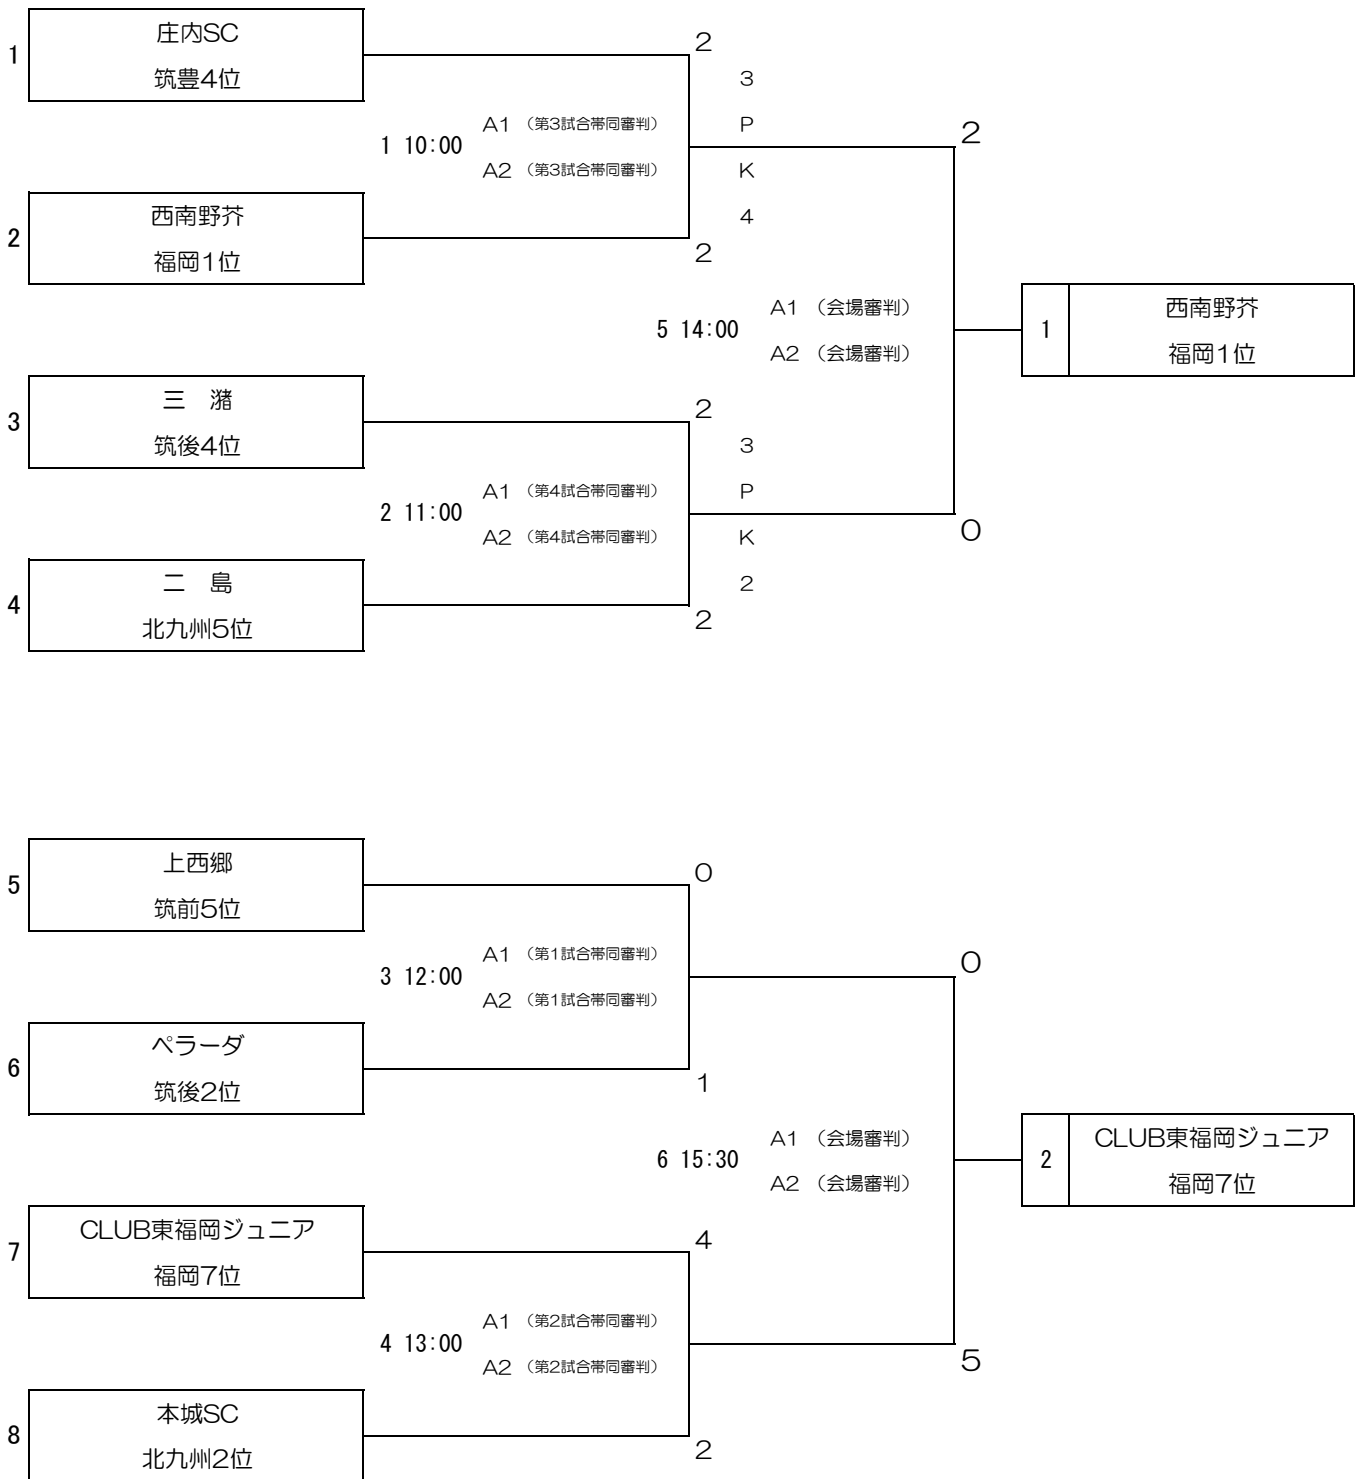 庄内SC
1
筑豊4位
2
3
A1 （第3試合帯同審判）
P
1 10:00
2
A2 （第3試合帯同審判）
K
西南野芥
4
2
福岡1位
2
A1 （会場審判）
5 14:00
A2 （会場審判）
1
西南野芥
福岡1位
三　潴
3
筑後4位
2
3
A1 （第4試合帯同審判）
P
2 11:00
A2 （第4試合帯同審判）
K
0
二　島
2
4
北九州5位
2
上西郷
5
筑前5位
0
A1 （第1試合帯同審判）
3 12:00
0
A2 （第1試合帯同審判）
ペラーダ
6
筑後2位
1
A1 （会場審判）
6 15:30
A2 （会場審判）
2
CLUB東福岡ジュニア
福岡7位
CLUB東福岡ジュニア
7
福岡7位
4
A1 （第2試合帯同審判）
4 13:00
A2 （第2試合帯同審判）
5
本城SC
8
北九州2位
2